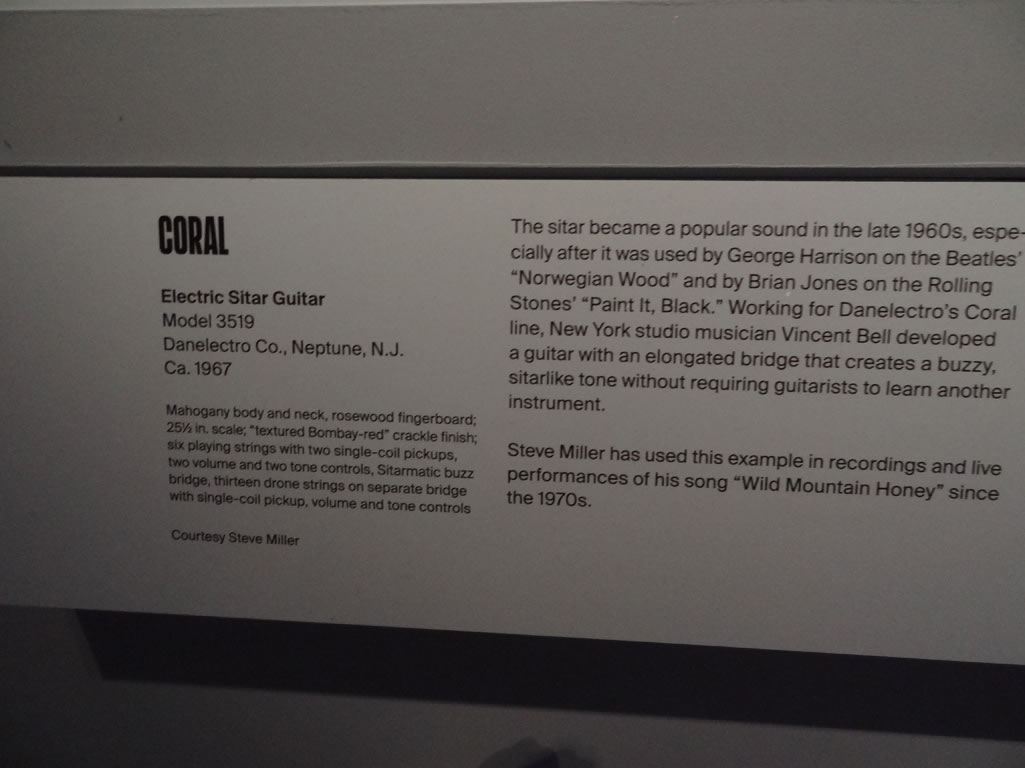 CORAL
Electric Sitar Guitar
Model 3519
Danelectro Co., Neptune, N.J.
Ca. 1967
Mahogany body and neck, rosewood fingerboard;
25½ in. scale; "textured Bombay-red" crackle finish;
six playing strings with two single-coil pickups,
two volume and two tone controls, Sitarmatic buzz
bridge, thirteen drone strings on separate bridge
with single-coil pickup, volume and tone controls
Courtesy Steve Miller
The sitar became a popular sound in the late 1960s, espe-
cially after it was used by George Harrison on the Beatles'
"Norwegian Wood" and by Brian Jones on the Rolling
Stones' "Paint It, Black." Working for Danelectro's Coral
line, New York studio musician Vincent Bell developed
a guitar with an elongated bridge that creates a buzzy,
sitarlike tone without requiring guitarists to learn another
instrument.
Steve Miller has used this example in recordings and live
performances of his song "Wild Mountain Honey" since
the 1970s.